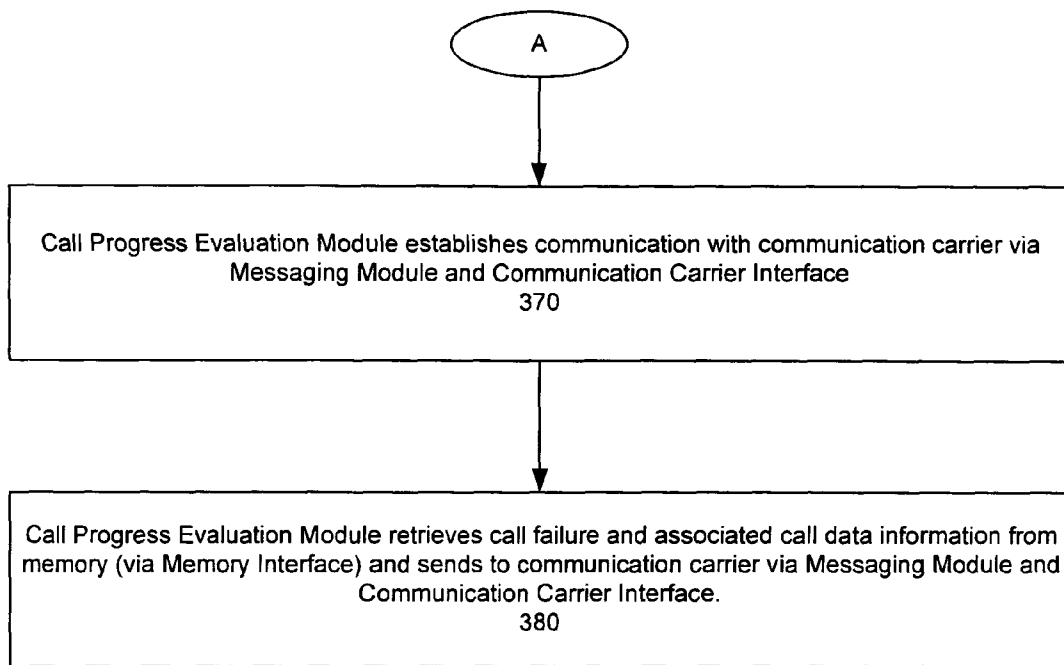 A
Call Progress Evaluation Module establishes communication with communication carrier via
Messaging Module and Communication Carrier Interface
370
Call Progress Evaluation Module retrieves call failure and associated call data information from
memory (via Memory Interface) and sends to communication carrier via Messaging Module and
Communication Carrier Interface.
380